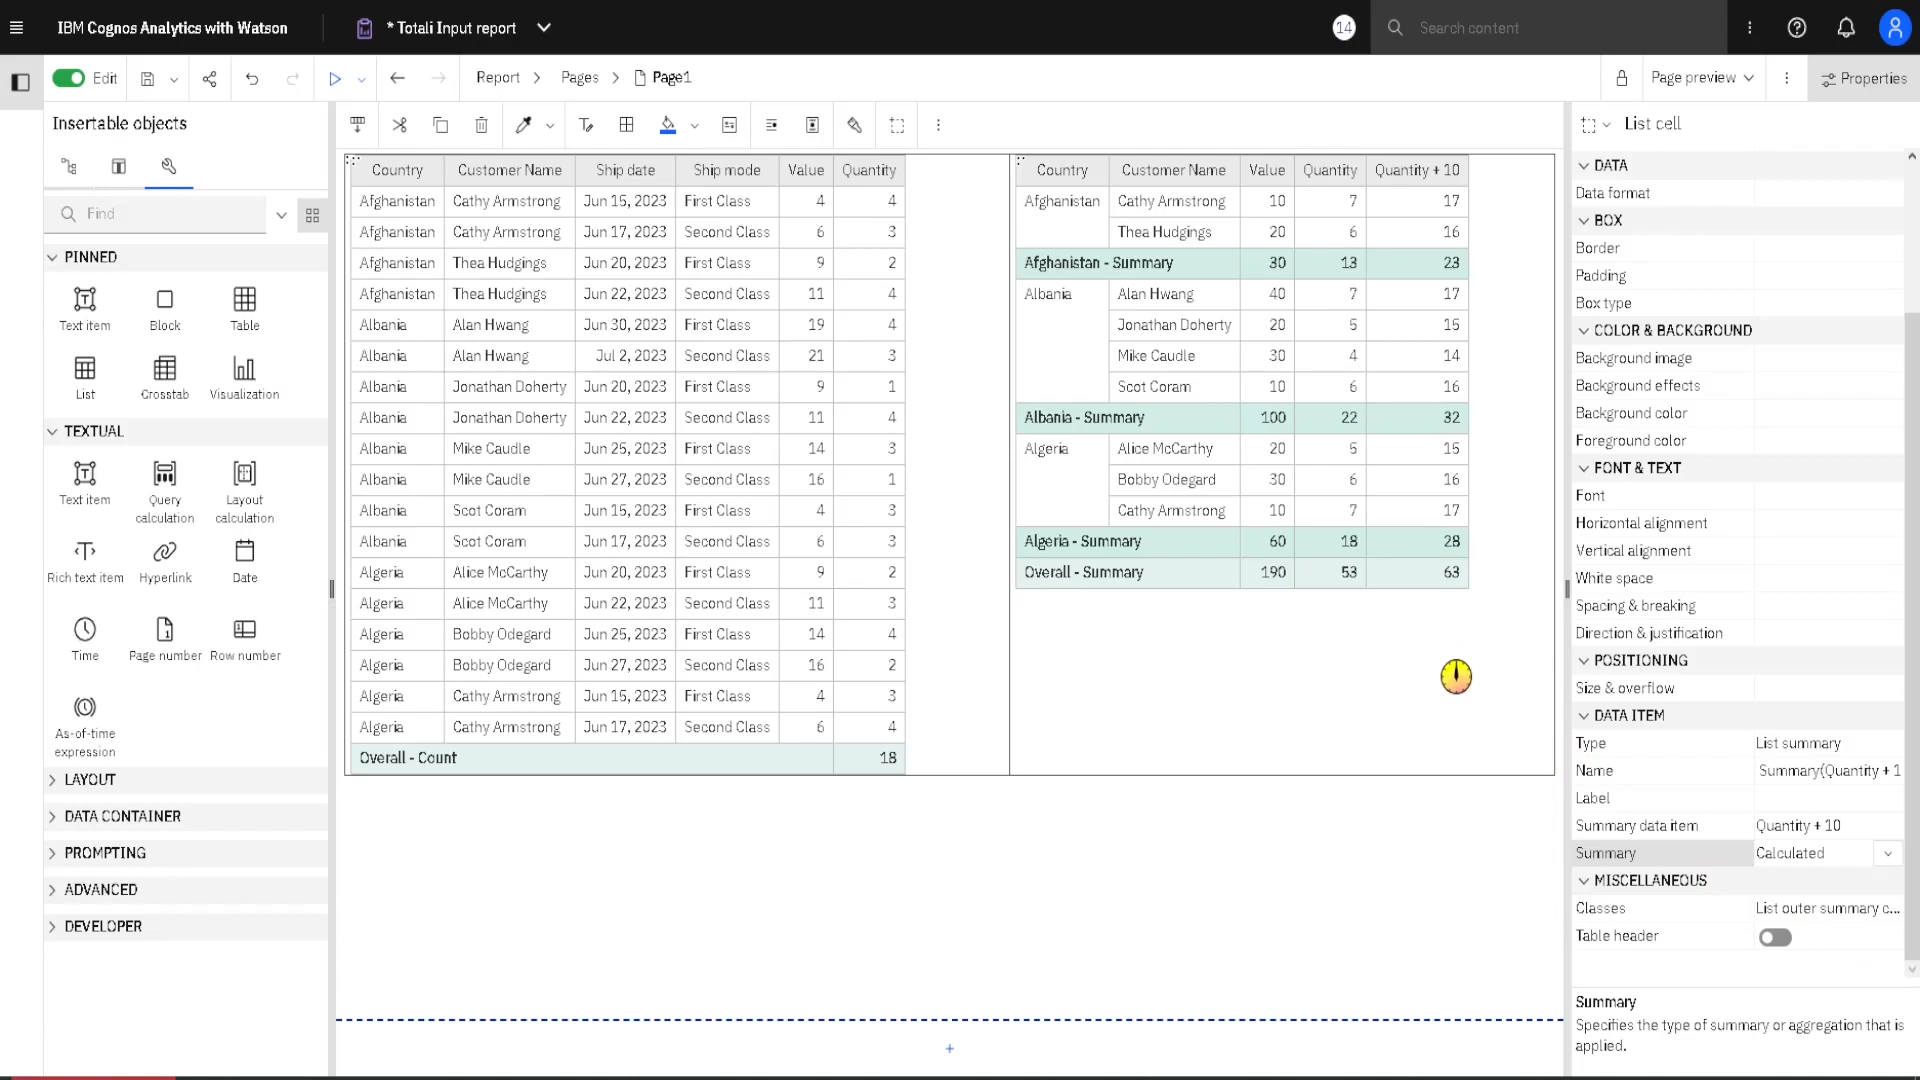 IBM Cognos Analytics with Watson
* Totali Input report
14
Search content
Edit
Report > Pages > Page1
Page preview
Properties
Insertable objects
Find
PINNED
Text item Block Table
List Crosstab Visualization
TEXTUAL
Text item Query calculation Layout calculation
Rich text item Hyperlink Date
Time Page number Row number
As-of-time expression
LAYOUT
DATA CONTAINER
PROMPTING
ADVANCED
DEVELOPER
Country Customer Name Ship date Ship mode Value Quantity
Afghanistan Cathy Armstrong Jun 15, 2023 First Class 4 4
Afghanistan Cathy Armstrong Jun 17, 2023 Second Class 6 3
Afghanistan Thea Hudgings Jun 20, 2023 First Class 9 2
Afghanistan Thea Hudgings Jun 22, 2023 Second Class 11 4
Albania Alan Hwang Jun 30, 2023 First Class 19 4
Albania Alan Hwang Jul 2, 2023 Second Class 21 3
Albania Jonathan Doherty Jun 20, 2023 First Class 9 1
Albania Jonathan Doherty Jun 22, 2023 Second Class 11 4
Albania Mike Caudle Jun 25, 2023 First Class 14 3
Albania Mike Caudle Jun 27, 2023 Second Class 16 1
Albania Scot Coram Jun 15, 2023 First Class 4 3
Albania Scot Coram Jun 17, 2023 Second Class 6 3
Algeria Alice McCarthy Jun 20, 2023 First Class 9 2
Algeria Alice McCarthy Jun 22, 2023 Second Class 11 3
Algeria Bobby Odegard Jun 25, 2023 First Class 14 4
Algeria Bobby Odegard Jun 27, 2023 Second Class 16 2
Algeria Cathy Armstrong Jun 15, 2023 First Class 4 3
Algeria Cathy Armstrong Jun 17, 2023 Second Class 6 4
Overall - Count 18
Country Customer Name Value Quantity Quantity + 10
Afghanistan Cathy Armstrong 10 7 17
Thea Hudgings 20 6 16
Afghanistan - Summary 30 13 23
Albania Alan Hwang 40 7 17
Jonathan Doherty 20 5 15
Mike Caudle 30 4 14
Scot Coram 10 6 16
Albania - Summary 100 22 32
Algeria Alice McCarthy 20 5 15
Bobby Odegard 30 6 16
Cathy Armstrong 10 7 17
Algeria - Summary 60 18 28
Overall - Summary 190 53 63
List cell
DATA
Data format
BOX
Border
Padding
Box type
COLOR & BACKGROUND
Background image
Background effects
Background color
Foreground color
FONT & TEXT
Font
Horizontal alignment
Vertical alignment
White space
Spacing & breaking
Direction & justification
POSITIONING
Size & overflow
DATA ITEM
Type List summary
Name Summary(Quantity + 1
Label
Summary data item Quantity + 10
Summary Calculated
MISCELLANEOUS
Classes List outer summary c...
Table header
Summary
Specifies the type of summary or aggregation that is
applied.